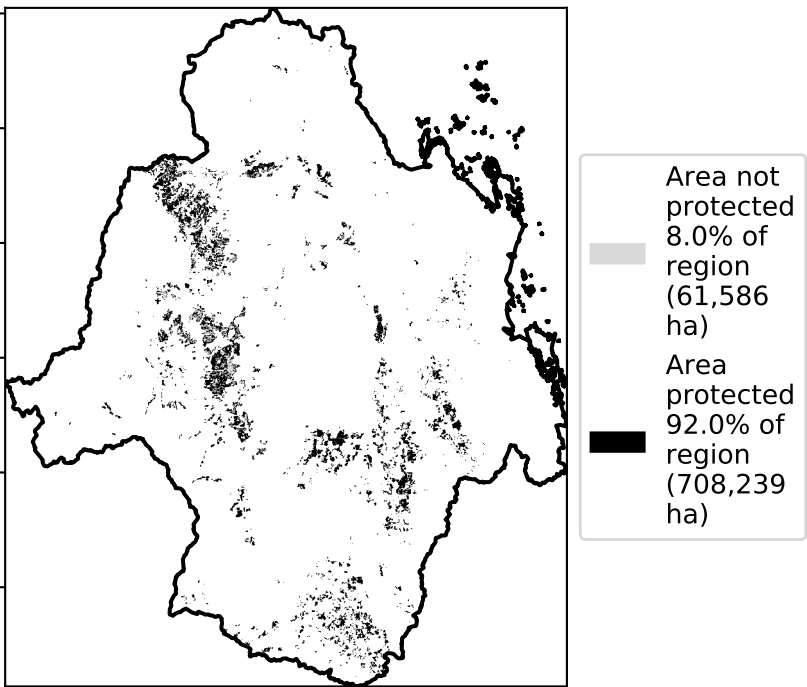 Area not
protected
8.0% of
region
(61,586
ha)
Area
protected
92.0% of
region
(708,239
ha)